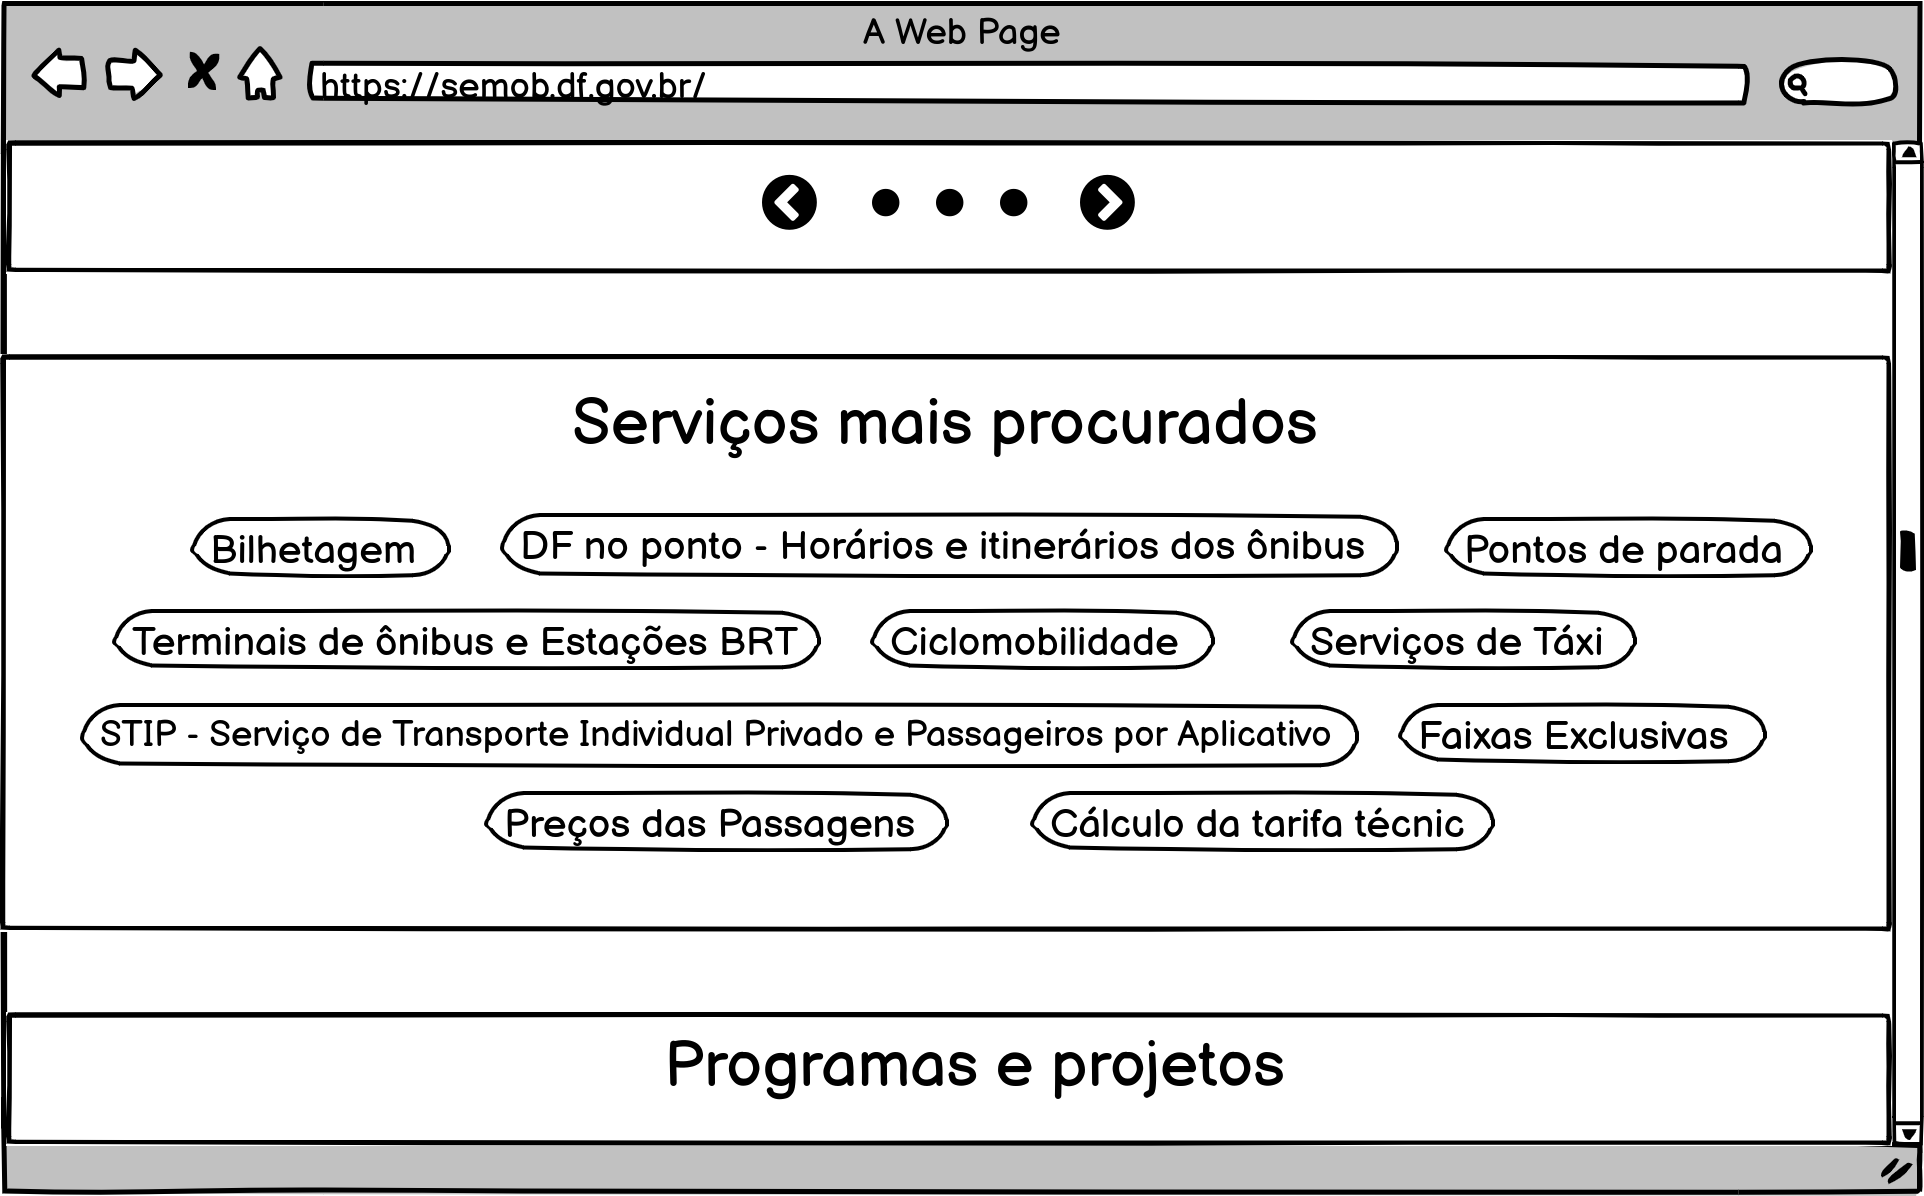 A Web Page
https://semob.df.gov.br/
Serviços mais procurados
Bilhetagem
DF no ponto - Horários e itinerários dos ônibus
Pontos de parada
Terminais de ônibus e Estações BRT
Ciclomobilidade
Serviços de Táxi
STIP - Serviço de Transporte Individual Privado e Passageiros por Aplicativo
Faixas Exclusivas
Preços das Passagens
Cálculo da tarifa técnic
Programas e projetos